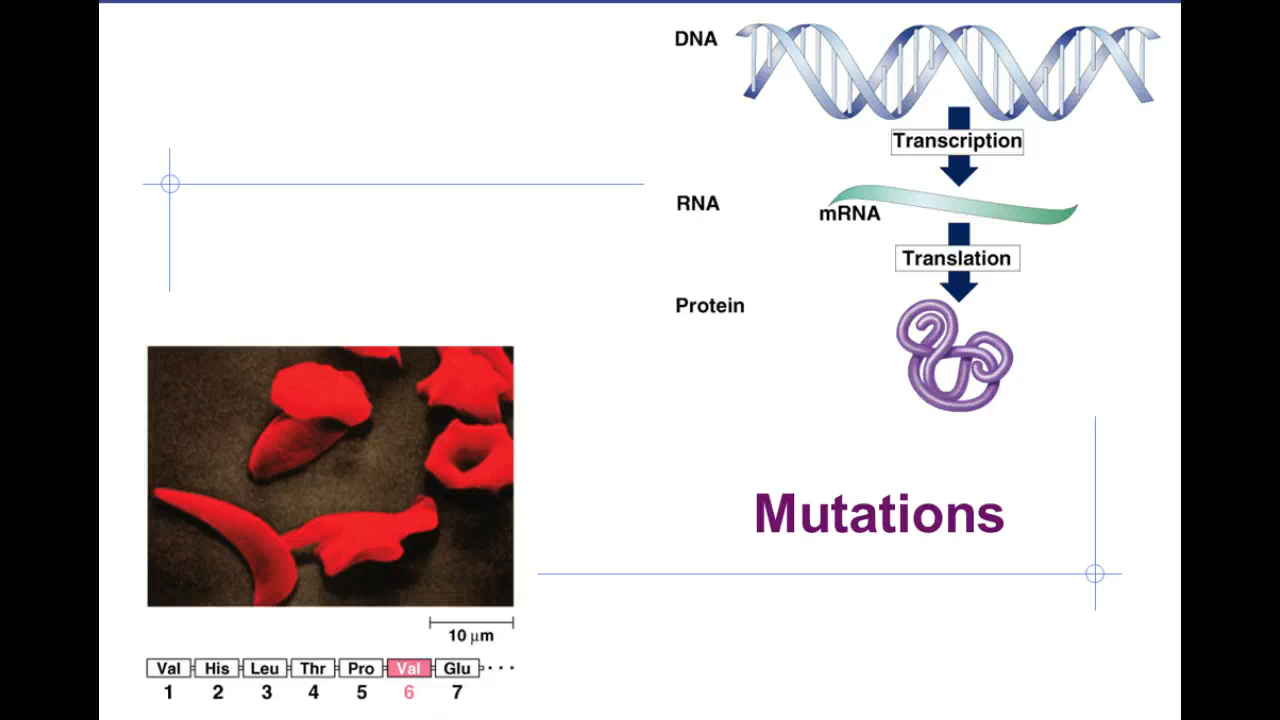 DNA
Transcription
RNA
mRNA
Translation
Protein
Mutations
10 μm
Val His Leu Thr Pro Val Glu ...
1 2 3 4 5 6 7